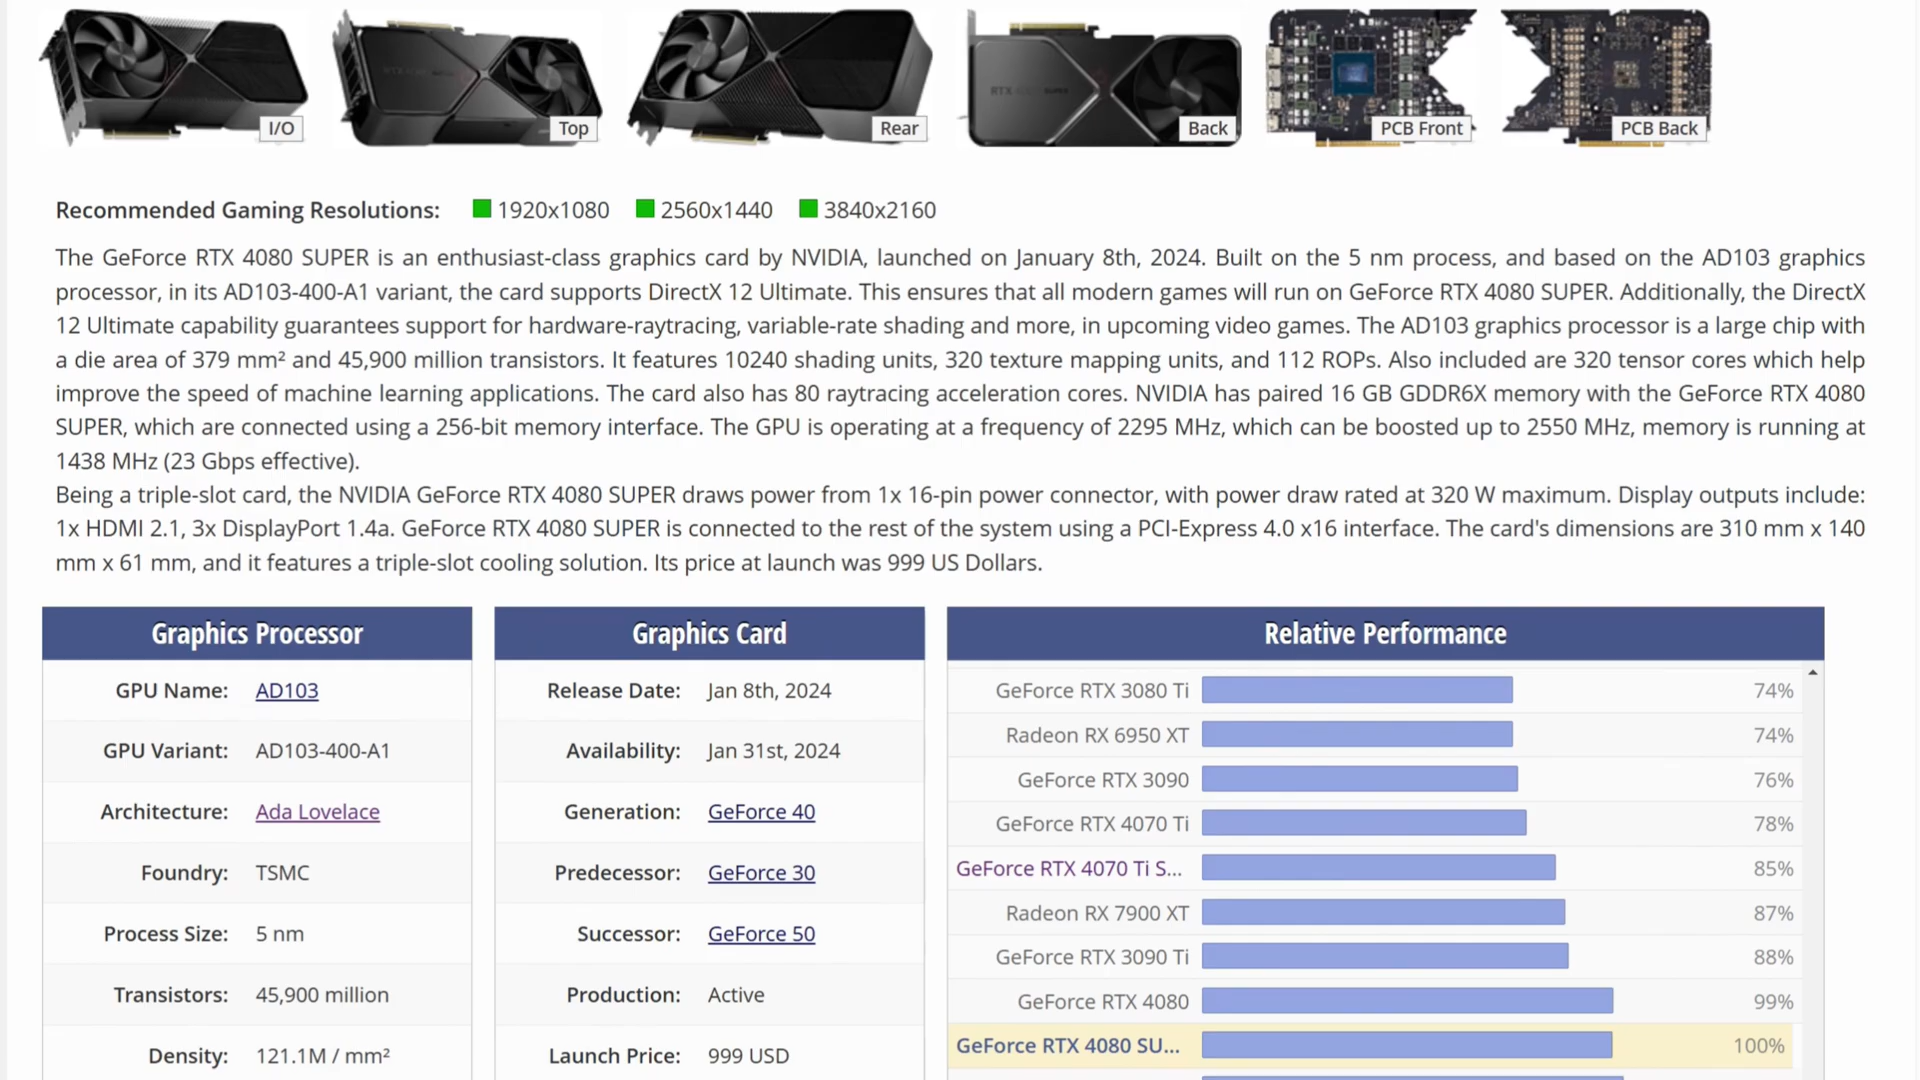 I/O
Top
Rear
Back
PCB Front
PCB Back
Recommended Gaming Resolutions: 1920x1080 2560x1440 3840x2160
The GeForce RTX 4080 SUPER is an enthusiast-class graphics card by NVIDIA, launched on January 8th, 2024. Built on the 5 nm process, and based on the AD103 graphics
processor, in its AD103-400-A1 variant, the card supports DirectX 12 Ultimate. This ensures that all modern games will run on GeForce RTX 4080 SUPER. Additionally, the DirectX
12 Ultimate capability guarantees support for hardware-raytracing, variable-rate shading and more, in upcoming video games. The AD103 graphics processor is a large chip with
a die area of 379 mm² and 45,900 million transistors. It features 10240 shading units, 320 texture mapping units, and 112 ROPs. Also included are 320 tensor cores which help
improve the speed of machine learning applications. The card also has 80 raytracing acceleration cores. NVIDIA has paired 16 GB GDDR6X memory with the GeForce RTX 4080
SUPER, which are connected using a 256-bit memory interface. The GPU is operating at a frequency of 2295 MHz, which can be boosted up to 2550 MHz, memory is running at
1438 MHz (23 Gbps effective).
Being a triple-slot card, the NVIDIA GeForce RTX 4080 SUPER draws power from 1x 16-pin power connector, with power draw rated at 320 W maximum. Display outputs include:
1x HDMI 2.1, 3x DisplayPort 1.4a. GeForce RTX 4080 SUPER is connected to the rest of the system using a PCI-Express 4.0 x16 interface. The card's dimensions are 310 mm x 140
mm x 61 mm, and it features a triple-slot cooling solution. Its price at launch was 999 US Dollars.
Graphics Processor
GPU Name: AD103
GPU Variant: AD103-400-A1
Architecture: Ada Lovelace
Foundry: TSMC
Process Size: 5 nm
Transistors: 45,900 million
Density: 121.1M / mm²
Graphics Card
Release Date: Jan 8th, 2024
Availability: Jan 31st, 2024
Generation: GeForce 40
Predecessor: GeForce 30
Successor: GeForce 50
Production: Active
Launch Price: 999 USD
Relative Performance
GeForce RTX 3080 Ti 74%
Radeon RX 6950 XT 74%
GeForce RTX 3090 76%
GeForce RTX 4070 Ti 78%
GeForce RTX 4070 Ti S... 85%
Radeon RX 7900 XT 87%
GeForce RTX 3090 Ti 88%
GeForce RTX 4080 99%
GeForce RTX 4080 SU... 100%